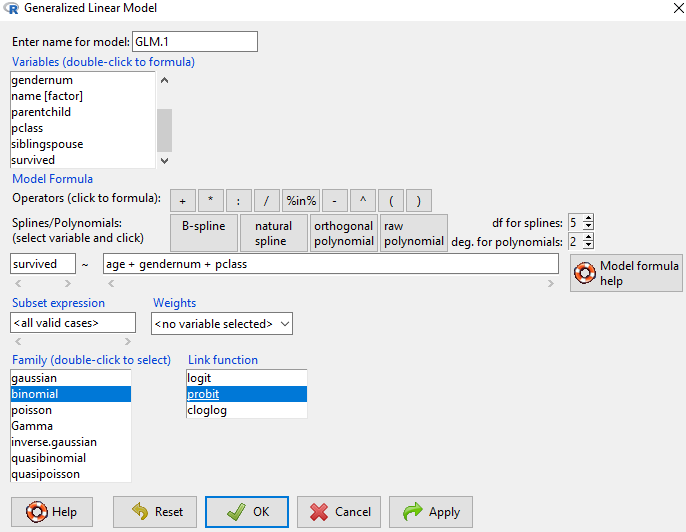 Generalized Linear Model
Enter name for model: GLM.1
Variables (double-click to formula)
gendernum
name [factor]
parentchild
pclass
siblingspouse
survived
Model Formula
Operators (click to formula): + * : / %in% - ^ ( )
Splines/Polynomials:
(select variable and click)
B-spline
natural
spline
orthogonal
polynomial
raw
polynomial
df for splines: 5
deg. for polynomials: 2
survived ~ age + gendernum + pclass
Model formula
help
Subset expression
<all valid cases>
Weights
<no variable selected>
Family (double-click to select)
gaussian
binomial
poisson
Gamma
inverse.gaussian
quasibinomial
quasipoisson
Link function
logit
probit
cloglog
Help Reset OK Cancel Apply